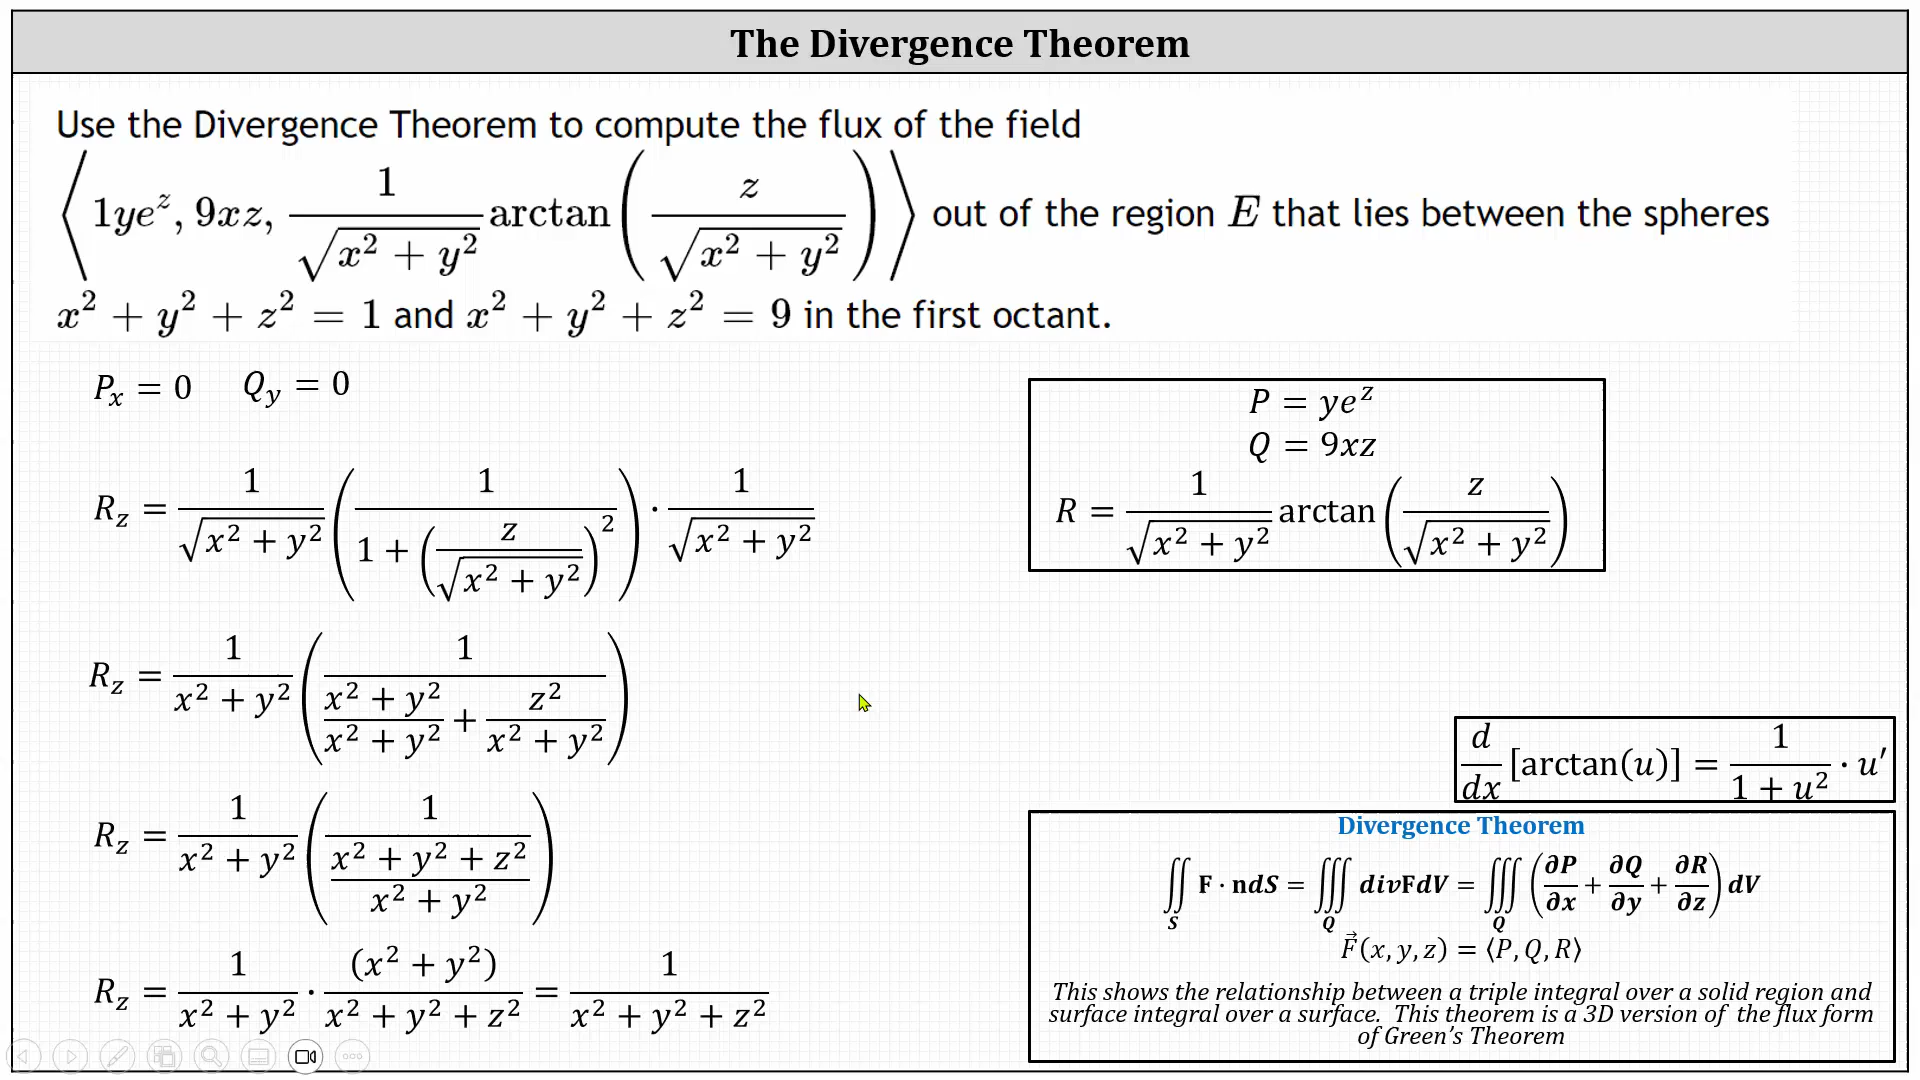 The Divergence Theorem
Use the Divergence Theorem to compute the flux of the field
⟨1ye^z, 9xz, 1/√(x² + y²) arctan(z/√(x² + y²))⟩ out of the region E that lies between the spheres
x² + y² + z² = 1 and x² + y² + z² = 9 in the first octant.
P_x = 0 Q_y = 0
R_z = 1/√(x² + y²) (1/(1 + (z/√(x² + y²))²)) · 1/√(x² + y²)
R_z = 1/(x² + y²) (1/((x² + y²)/(x² + y²) + z²/(x² + y²)))
R_z = 1/(x² + y²) (1/((x² + y² + z²)/(x² + y²)))
R_z = 1/(x² + y²) · (x² + y²)/(x² + y² + z²) = 1/(x² + y² + z²)
P = ye^z
Q = 9xz
R = 1/√(x² + y²) arctan(z/√(x² + y²))
d/dx [arctan(u)] = 1/(1 + u²) · u′
Divergence Theorem
∬_S F · ndS = ∭_Q divFdV = ∭_Q (∂P/∂x + ∂Q/∂y + ∂R/∂z) dV
F⃗(x, y, z) = ⟨P, Q, R⟩
This shows the relationship between a triple integral over a solid region and
surface integral over a surface. This theorem is a 3D version of the flux form
of Green's Theorem